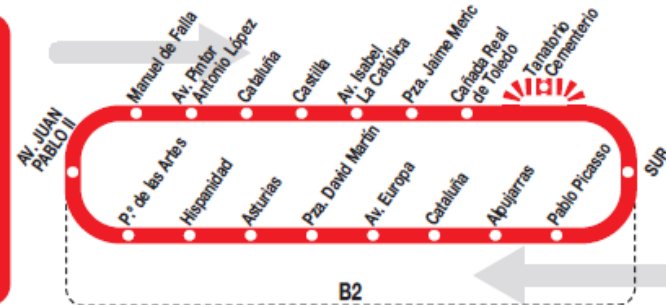 Manuel de Falla
Av. Pintor
Antonio López
Cataluña
Castilla
Av. Isabel
La Católica
Pza. Jaime Meric
Cañada Real
de Toledo
Tanatorio
Cementerio
AV. JUAN
PABLO II
SUR
P.º de las Artes
Hispanidad
Asturias
Pza. David Martín
Av. Europa
Cataluña
Alpujarras
Pablo Picasso
B2